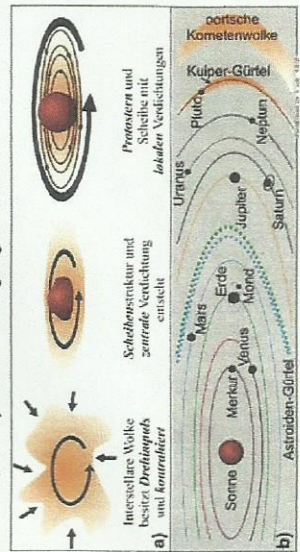 Interstellare Wolke
besitzt Drehimpuls
und kontrahiert
Scheibenstruktur und
zentrale Verdichtung
entsteht
Protostern und
Scheibe mit
lokalen Verdichtungen
a)
Sonne
Merkur
Venus
Erde
Mond
Mars
Astroiden-Gürtel
Jupiter
Saturn
Uranus
Neptun
Pluto
Kuiper-Gürtel
oortsche
Kometenwolke
b)